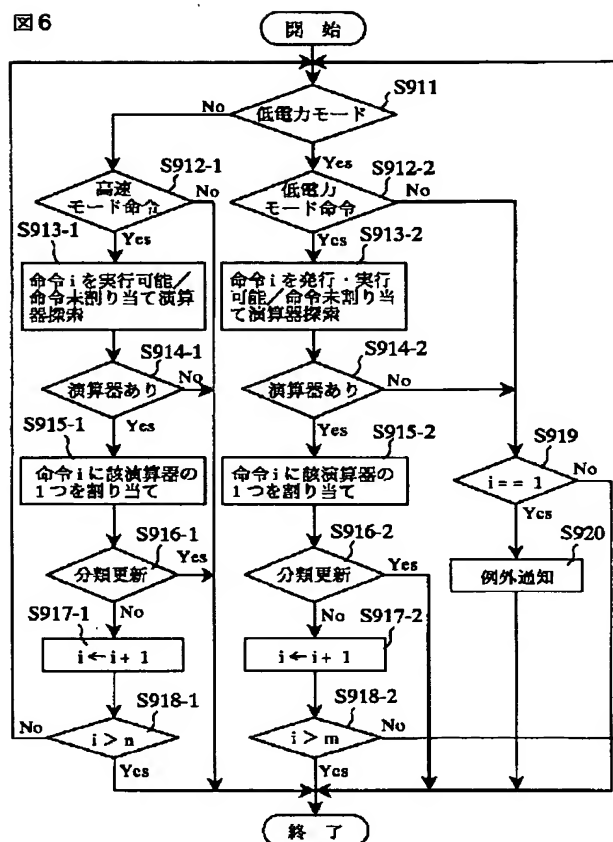 図6
開 始
S911
低電力モード
No
Yes
S912-1
高速
モード命令
No
Yes
S912-2
低電力
モード命令
No
Yes
S913-1
命令iを実行可能/
命令未割り当て演算
器探索
S913-2
命令iを発行・実行
可能/命令未割り当
て演算器探索
S914-1
演算器あり
No
Yes
S914-2
演算器あり
No
Yes
S915-1
命令iに該演算器の
1つを割り当て
S915-2
命令iに該演算器の
1つを割り当て
S919
i == 1
No
Yes
S916-1
分類更新
Yes
No
S916-2
分類更新
Yes
No
S920
例外通知
S917-1
i ← i + 1
S917-2
i ← i + 1
S918-1
i > n
No
Yes
S918-2
i > m
No
Yes
終 了